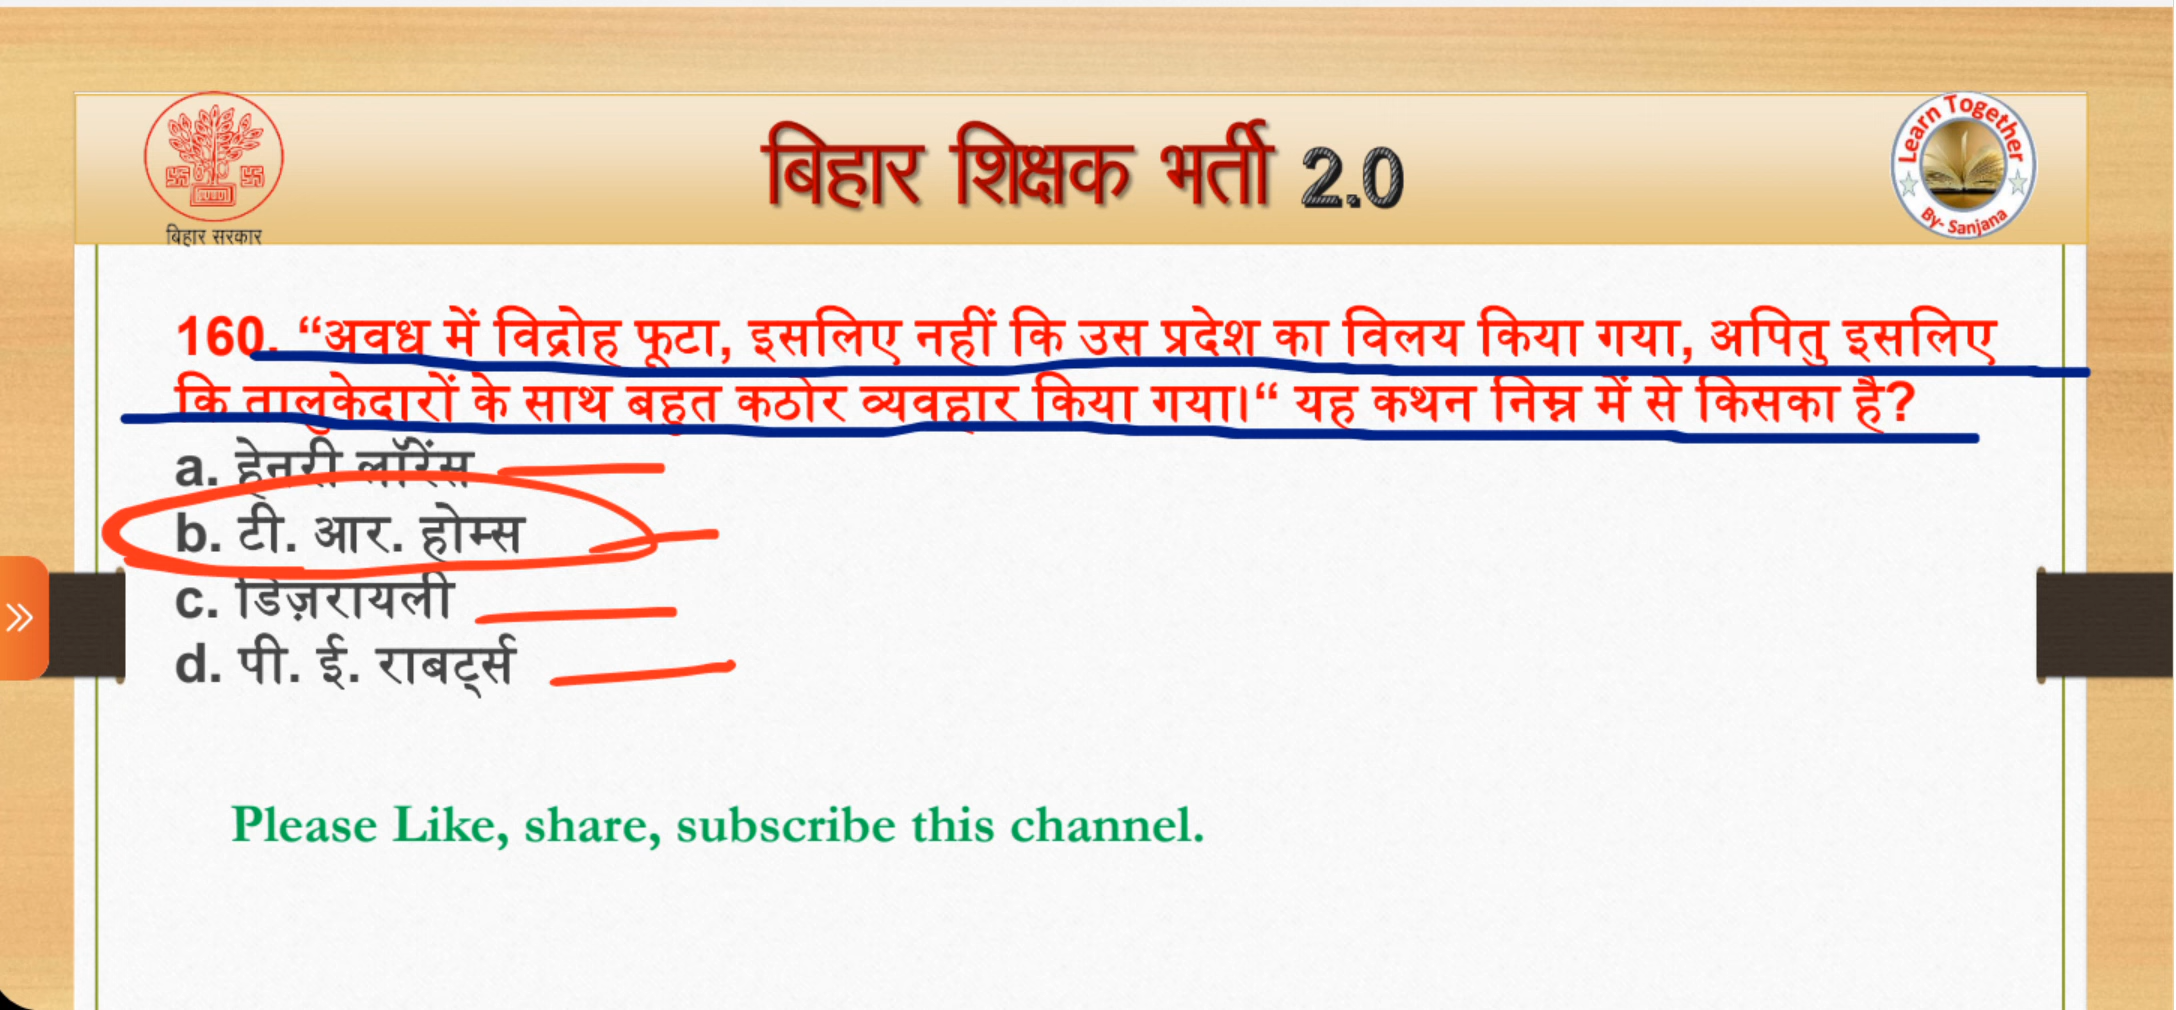 बिहार सरकार
बिहार शिक्षक भर्ती 2.0
Learn Together
By- Sanjana
160. “अवध में विद्रोह फूटा, इसलिए नहीं कि उस प्रदेश का विलय किया गया, अपितु इसलिए
कि तालुकेदारों के साथ बहुत कठोर व्यवहार किया गया।“ यह कथन निम्न में से किसका है?
a. हेनरी लॉरेंस
b. टी. आर. होम्स
c. डिज़रायली
d. पी. ई. राबर्ट्स
Please Like, share, subscribe this channel.